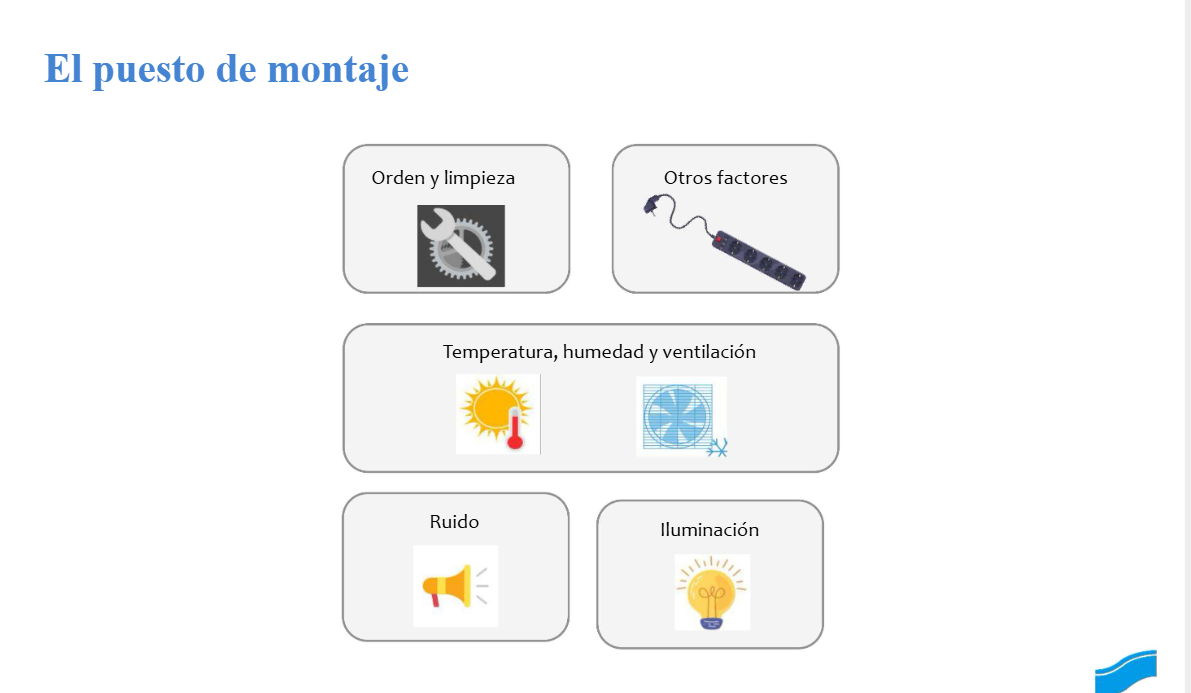 El puesto de montaje
Orden y limpieza
Otros factores
Temperatura, humedad y ventilación
Ruido
Iluminación